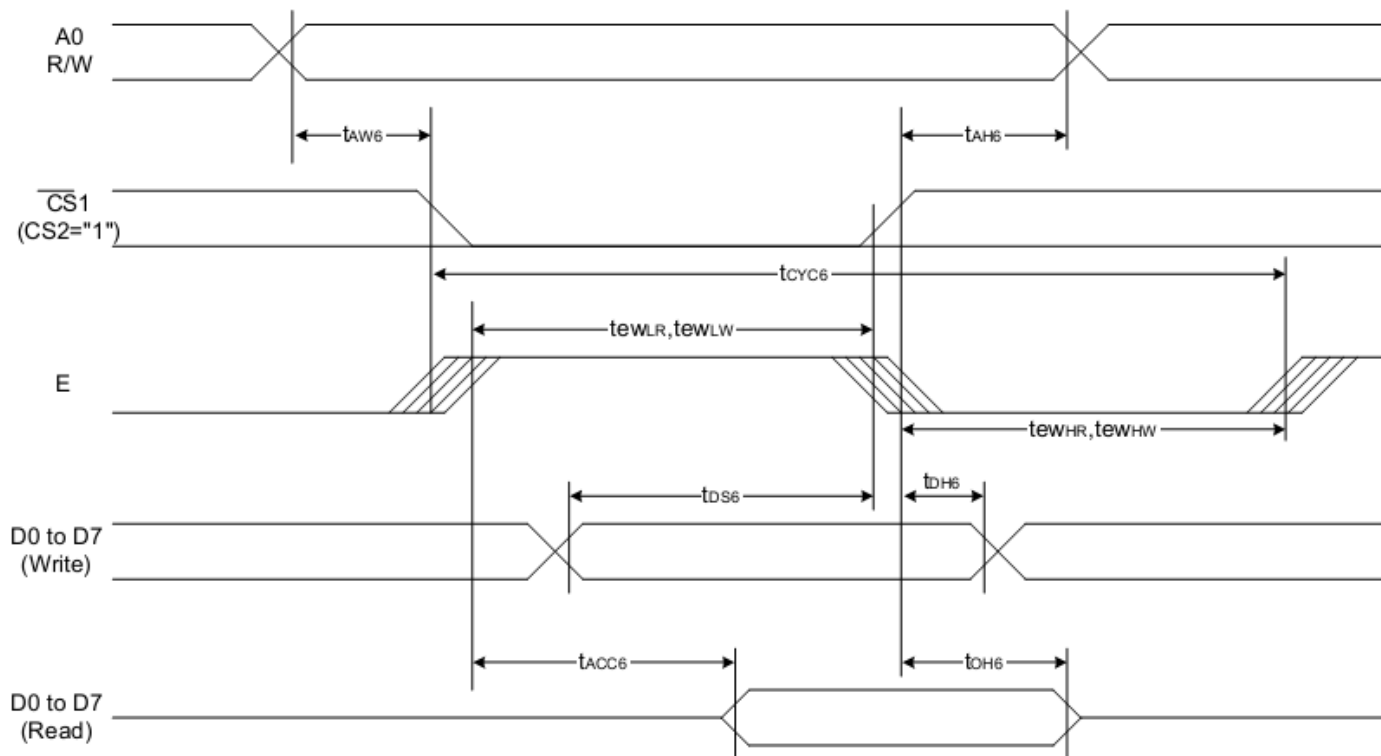 A0
R/W
tAW6
tAH6
CS1
(CS2="1")
tCYC6
tewLR,tewLW
E
tewHR,tewHW
tDS6
tDH6
D0 to D7
(Write)
tACC6
tOH6
D0 to D7
(Read)